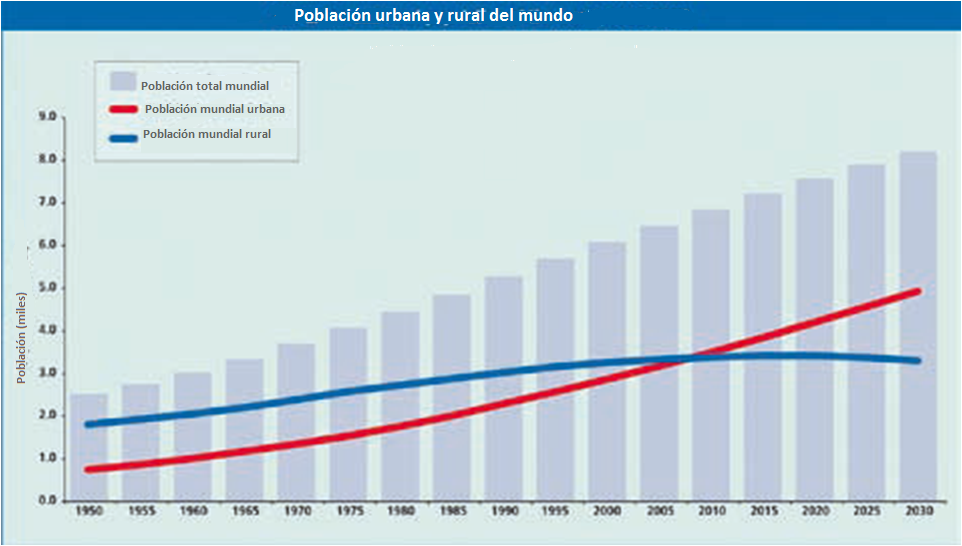 Población urbana y rural del mundo
Población total mundial
Población mundial urbana
Población mundial rural
Población (miles)
9.0
8.0
7.0
6.0
5.0
4.0
3.0
2.0
1.0
0.0
1950 1955 1960 1965 1970 1975 1980 1985 1990 1995 2000 2005 2010 2015 2020 2025 2030